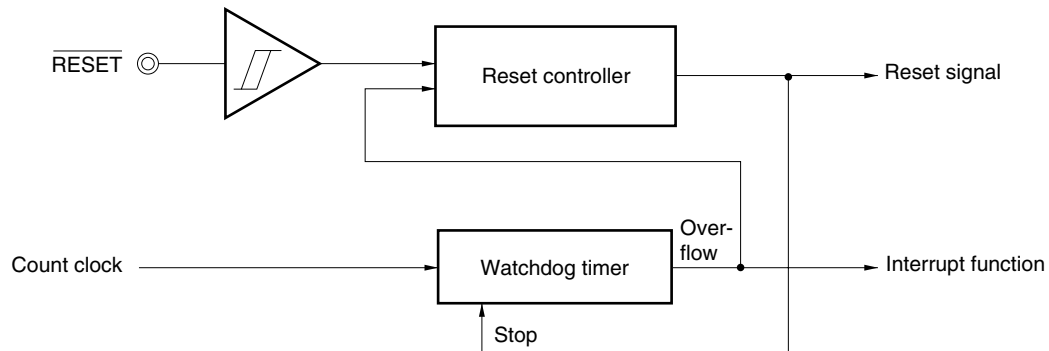 RESET
Reset controller
Reset signal
Over-
flow
Count clock
Watchdog timer
Interrupt function
Stop